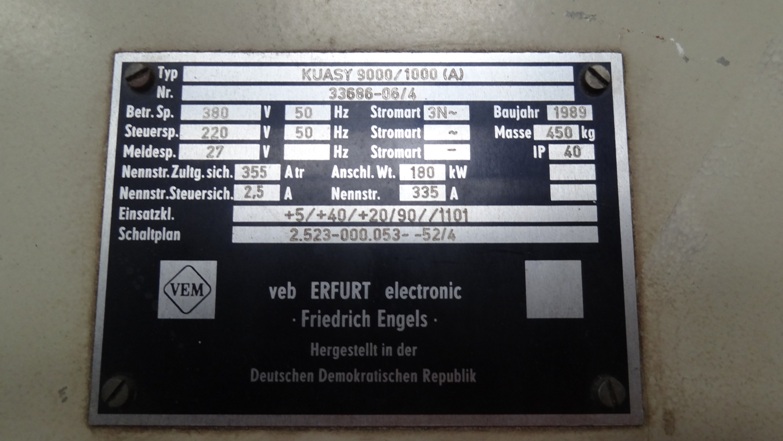 Typ KUASY 9000/1000 (A)
Nr. 33686-06/4
Betr. Sp. 380 V 50 Hz Stromart 3N~ Baujahr 1989
Steuersp. 220 V 50 Hz Stromart ~ Masse 450 kg
Meldesp. 27 V Hz Stromart - IP 40
Nennstr. Zultg. sich. 355 A tr Anschl. Wt. 180 kW
Nennstr. Steuersich. 2,5 A Nennstr. 335 A
Einsatzkl. +5/+40/+20/90//1101
Schaltplan 2.523-000.053- -52/4
VEM
veb ERFURT electronic
· Friedrich Engels ·
Hergestellt in der
Deutschen Demokratischen Republik